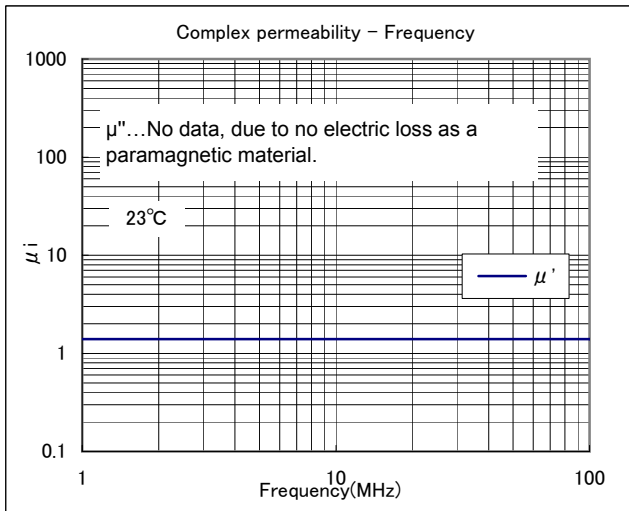 Complex permeability − Frequency
1000
μ"…No data, due to no electric loss as a
paramagnetic material.
100
23℃
μi
10
μ'
1
0.1
1
10
100
Frequency(MHz)